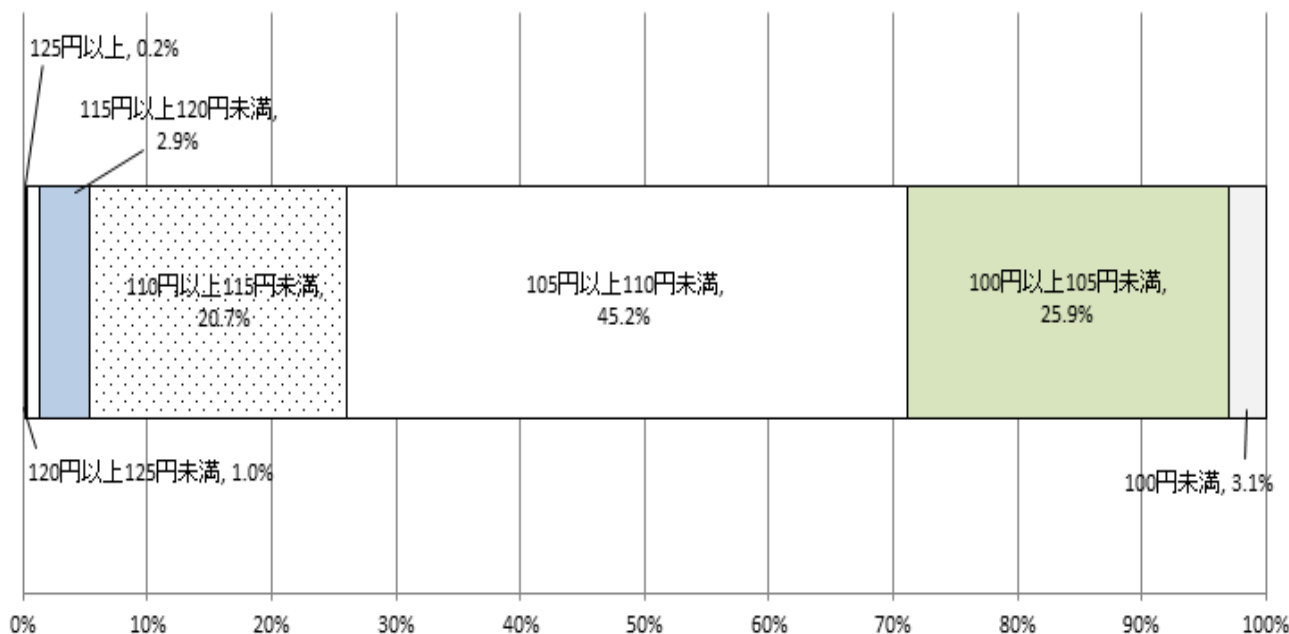 125円以上, 0.2%
115円以上120円未満,
2.9%
110円以上115円未満,
20.7%
105円以上110円未満,
45.2%
100円以上105円未満,
25.9%
120円以上125円未満, 1.0%
100円未満, 3.1%
0% 10% 20% 30% 40% 50% 60% 70% 80% 90% 100%